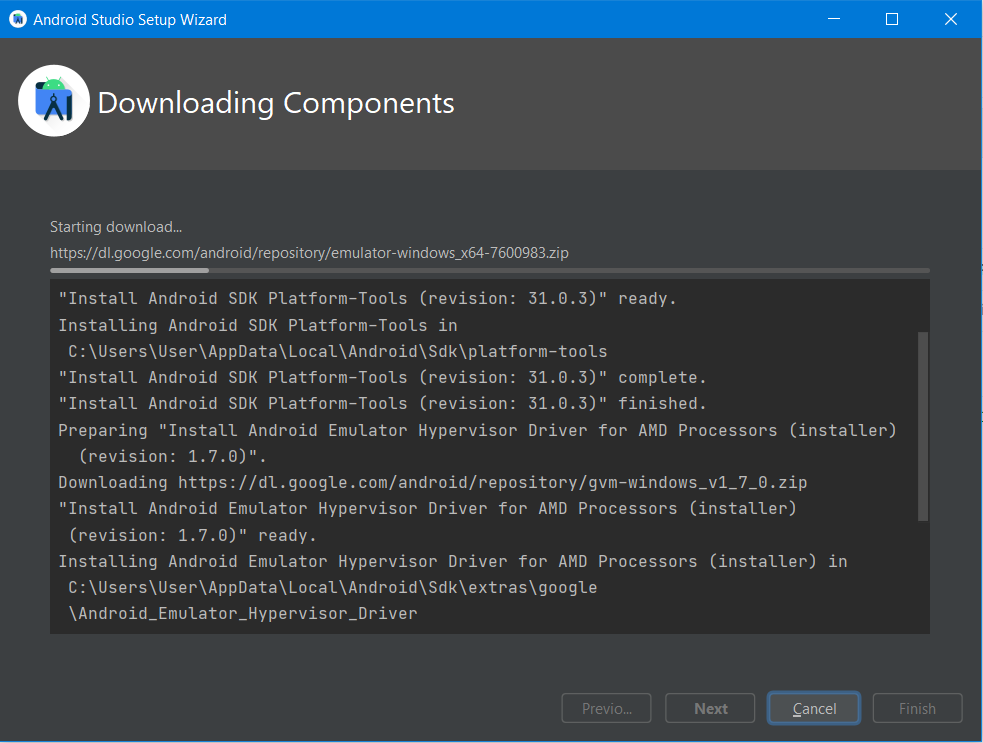 Android Studio Setup Wizard
Downloading Components
Starting download...
https://dl.google.com/android/repository/emulator-windows_x64-7600983.zip
"Install Android SDK Platform-Tools (revision: 31.0.3)" ready.
Installing Android SDK Platform-Tools in
C:\Users\User\AppData\Local\Android\Sdk\platform-tools
"Install Android SDK Platform-Tools (revision: 31.0.3)" complete.
"Install Android SDK Platform-Tools (revision: 31.0.3)" finished.
Preparing "Install Android Emulator Hypervisor Driver for AMD Processors (installer)
(revision: 1.7.0)".
Downloading https://dl.google.com/android/repository/gvm-windows_v1_7_0.zip
"Install Android Emulator Hypervisor Driver for AMD Processors (installer)
(revision: 1.7.0)" ready.
Installing Android Emulator Hypervisor Driver for AMD Processors (installer) in
C:\Users\User\AppData\Local\Android\Sdk\extras\google
\Android_Emulator_Hypervisor_Driver
Previo... Next Cancel Finish